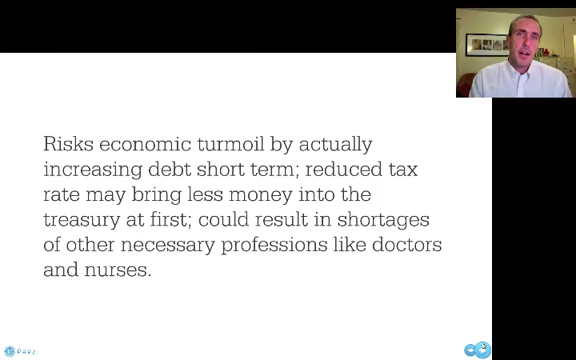 Risks economic turmoil by actually
increasing debt short term; reduced tax
rate may bring less money into the
treasury at first; could result in shortages
of other necessary professions like doctors
and nurses.